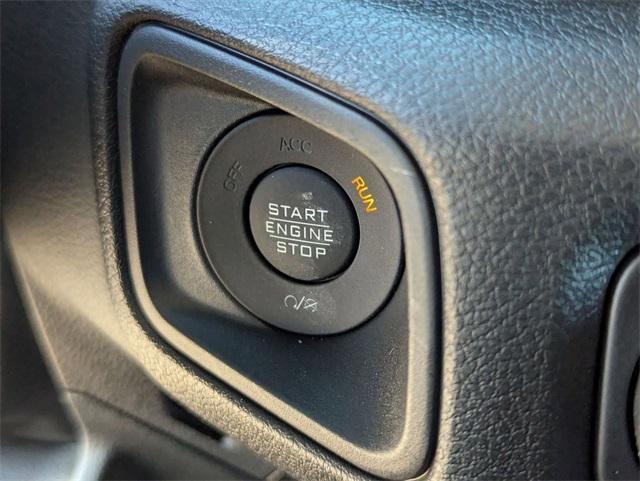 ACC
OFF
RUN
START
ENGINE
STOP